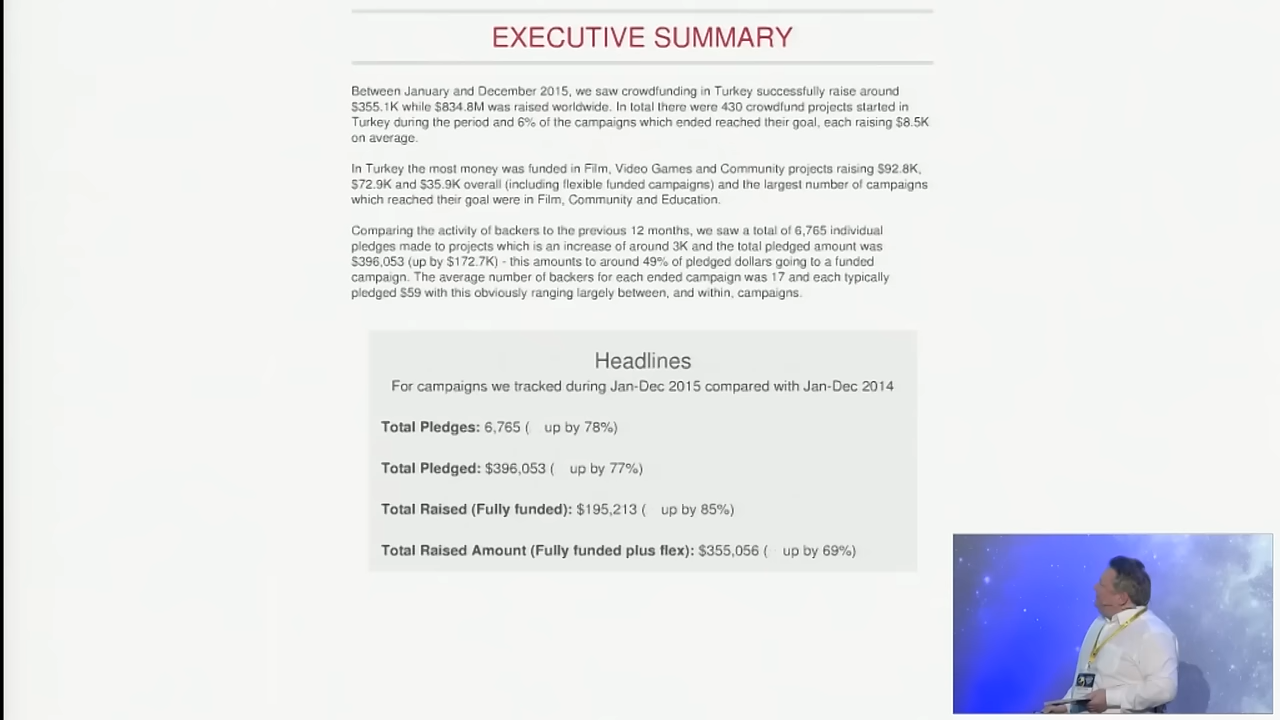 EXECUTIVE SUMMARY
Between January and December 2015, we saw crowdfunding in Turkey successfully raise around
$355.1K while $834.8M was raised worldwide. In total there were 430 crowdfund projects started in
Turkey during the period and 6% of the campaigns which ended reached their goal, each raising $8.5K
on average.
In Turkey the most money was funded in Film, Video Games and Community projects raising $92.8K,
$72.9K and $35.9K overall (including flexible funded campaigns) and the largest number of campaigns
which reached their goal were in Film, Community and Education.
Comparing the activity of backers to the previous 12 months, we saw a total of 6,765 individual
pledges made to projects which is an increase of around 3K and the total pledged amount was
$396,053 (up by $172.7K) - this amounts to around 49% of pledged dollars going to a funded
campaign. The average number of backers for each ended campaign was 17 and each typically
pledged $59 with this obviously ranging largely between, and within, campaigns.
Headlines
For campaigns we tracked during Jan-Dec 2015 compared with Jan-Dec 2014
Total Pledges: 6,765 ( up by 78%)
Total Pledged: $396,053 ( up by 77%)
Total Raised (Fully funded): $195,213 ( up by 85%)
Total Raised Amount (Fully funded plus flex): $355,056 ( up by 69%)